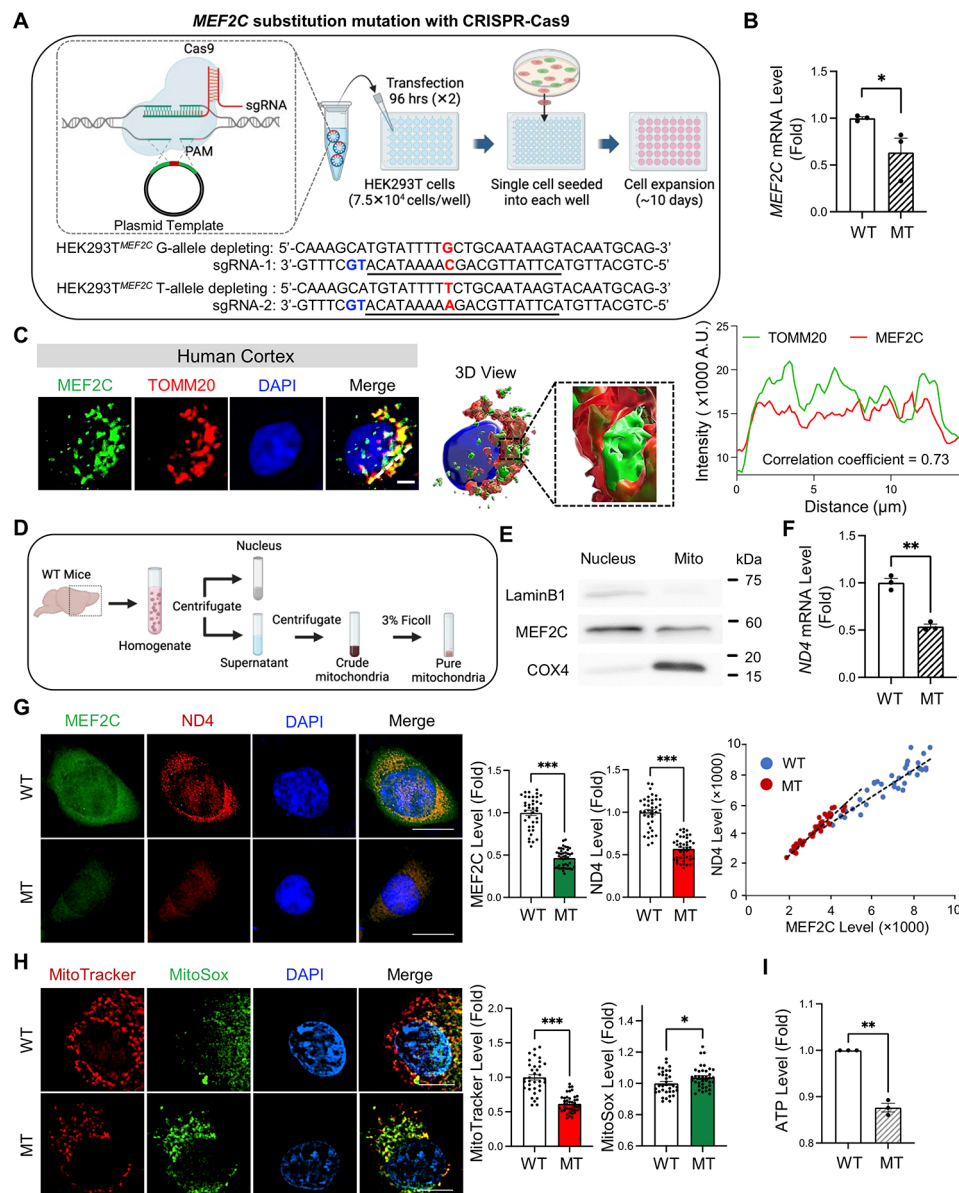 A
MEF2C substitution mutation with CRISPR-Cas9
Cas9
sgRNA
PAM
Plasmid Template
Transfection
96 hrs (×2)
HEK293T cells
(7.5×10⁴ cells/well)
Single cell seeded
into each well
Cell expansion
(~10 days)
HEK293T^MEF2C G-allele depleting: 5'-CAAAGCATGTATTTTGCTGCAATAAGTACAATGCAG-3'
sgRNA-1: 3'-GTTTCGTACATAAAACGACGTTATTCATGTTACGTC-5'
HEK293T^MEF2C T-allele depleting : 5'-CAAAGCATGTATTTTTCTGCAATAAGTACAATGCAG-3'
sgRNA-2: 3'-GTTTCGTACATAAAAAGACGTTATTCATGTTACGTC-5'
B
MEF2C mRNA Level
(Fold)
1.5
1.0
0.5
0.0
*
WT
MT
C
Human Cortex
MEF2C
TOMM20
DAPI
Merge
3D View
Intensity ( x1000 A.U.)
25
20
15
10
TOMM20
MEF2C
Correlation coefficient = 0.73
0
5
10
Distance (μm)
D
WT Mice
Homogenate
Centrifugate
Nucleus
Supernatant
Centrifugate
Crude
mitochondria
3% Ficoll
Pure
mitochondria
E
Nucleus
Mito
kDa
LaminB1
MEF2C
COX4
75
60
20
15
F
ND4 mRNA Level
(Fold)
1.5
1.0
0.5
0.0
**
WT
MT
G
MEF2C
ND4
DAPI
Merge
WT
MT
MEF2C Level (Fold)
1.5
1.0
0.5
0.0
***
WT
MT
ND4 Level (Fold)
1.5
1.0
0.5
0.0
***
WT
MT
ND4 Level (×1000)
10
8
6
4
2
0
WT
MT
0
2
4
6
8
10
MEF2C Level (×1000)
H
MitoTracker
MitoSox
DAPI
Merge
WT
MT
MitoTracker Level (Fold)
1.5
1.0
0.5
0.0
***
WT
MT
MitoSox Level (Fold)
1.4
1.2
1.0
0.8
0.6
*
WT
MT
I
ATP Level (Fold)
1.1
1.0
0.9
0.8
**
WT
MT